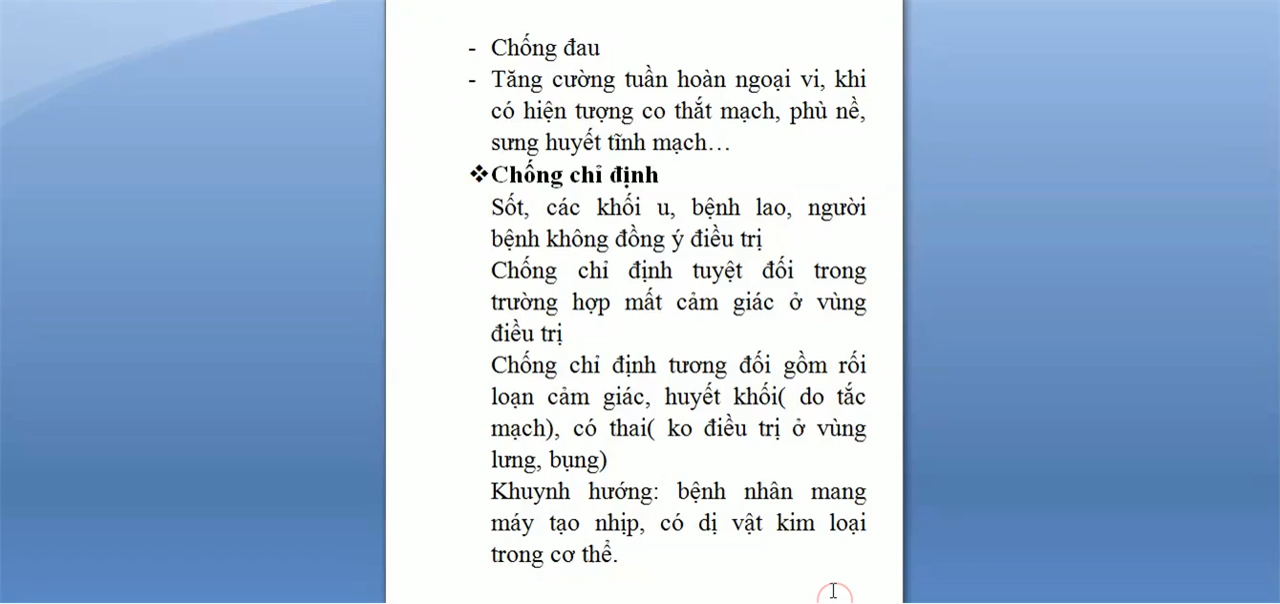 - Chống đau
- Tăng cường tuần hoàn ngoại vi, khi
có hiện tượng co thắt mạch, phù nề,
sưng huyết tĩnh mạch…
❖Chống chỉ định
Sốt, các khối u, bệnh lao, người
bệnh không đồng ý điều trị
Chống chỉ định tuyệt đối trong
trường hợp mất cảm giác ở vùng
điều trị
Chống chỉ định tương đối gồm rối
loạn cảm giác, huyết khối( do tắc
mạch), có thai( ko điều trị ở vùng
lưng, bụng)
Khuynh hướng: bệnh nhân mang
máy tạo nhịp, có dị vật kim loại
trong cơ thể.